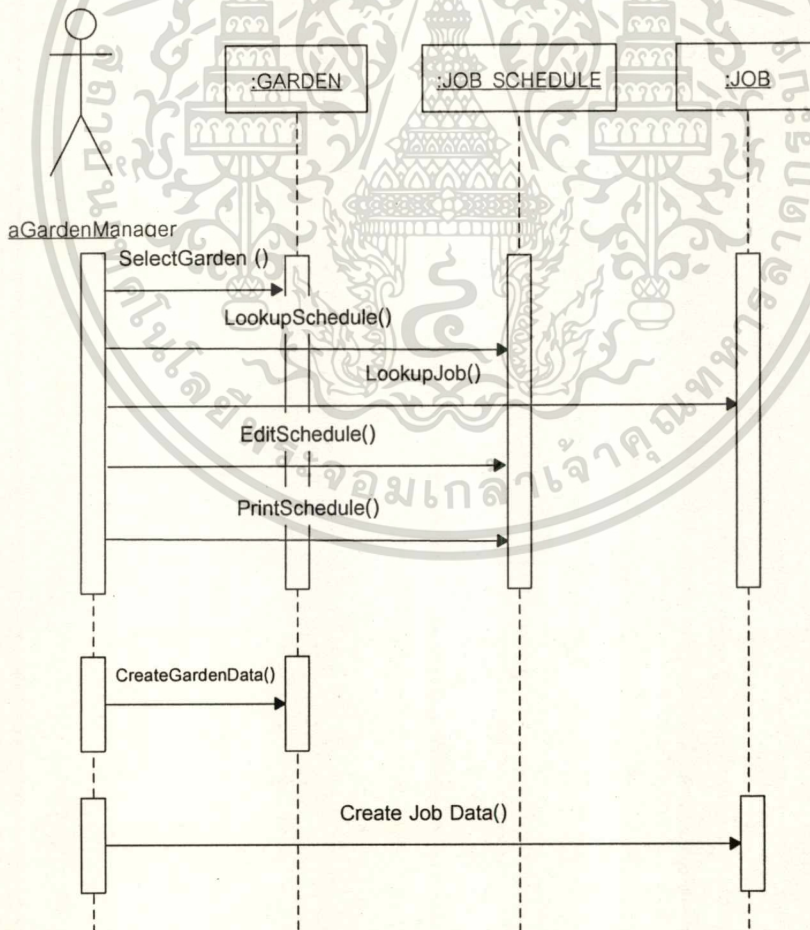 :GARDEN
:JOB SCHEDULE
:JOB
aGardenManager
SelectGarden ()
LookupSchedule()
LookupJob()
EditSchedule()
PrintSchedule()
CreateGardenData()
Create Job Data()